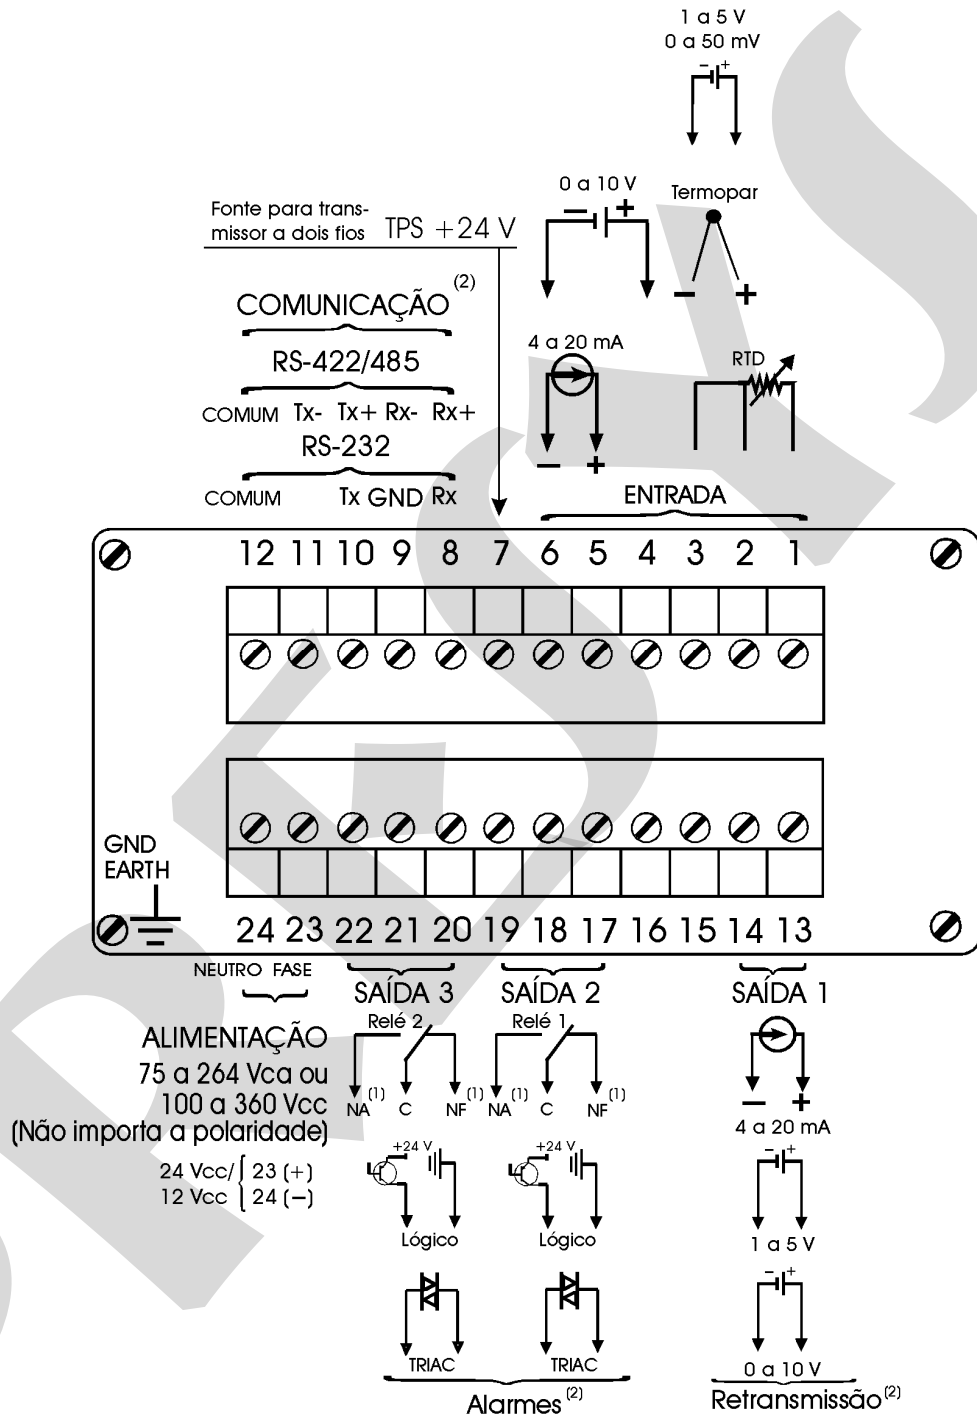 1 a 5 V
0 a 50 mV
- +
0 a 10 V
− +
Termopar
− +
Fonte para trans-
missor a dois fios TPS +24 V
COMUNICAÇÃO (2)
RS-422/485
COMUM Tx- Tx+ Rx- Rx+
RS-232
COMUM Tx GND Rx
4 a 20 mA
− +
RTD
ENTRADA
12 11 10 9 8 7 6 5 4 3 2 1
GND
EARTH
24 23 22 21 20 19 18 17 16 15 14 13
NEUTRO FASE
SAÍDA 3 SAÍDA 2 SAÍDA 1
Relé 2 Relé 1
NA (1) C NF (1) NA (1) C NF (1)
ALIMENTAÇÃO
75 a 264 Vca ou
100 a 360 Vcc
(Não importa a polaridade)
24 Vcc/ { 23 (+)
12 Vcc { 24 (−)
− +
4 a 20 mA
+24 V +24 V
Lógico Lógico
- +
1 a 5 V
- +
0 a 10 V
TRIAC TRIAC
Alarmes (2)
Retransmissão (2)
PRESYS